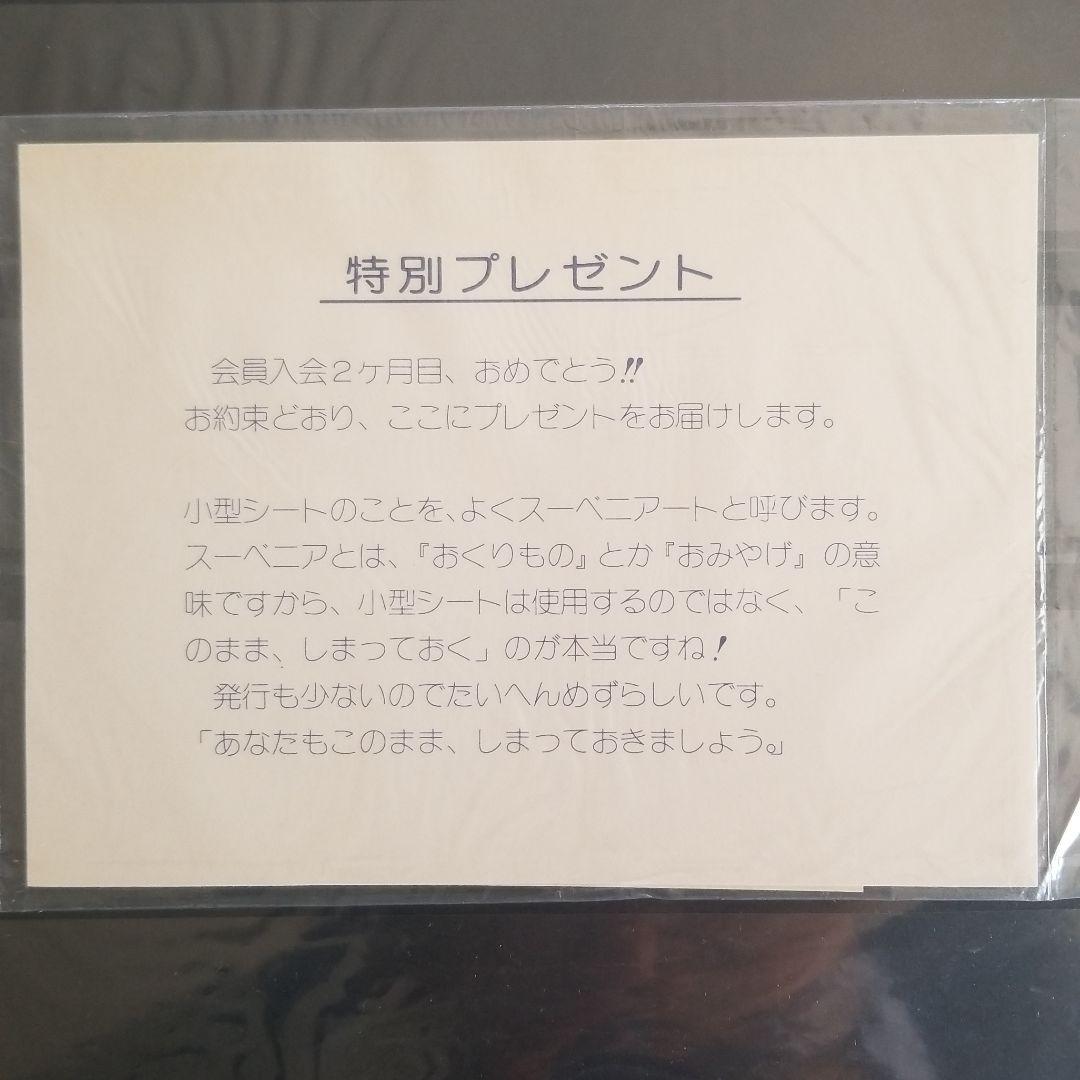 特別プレゼント
会員入会2ヶ月目、おめでとう!!
お約束どおり、ここにプレゼントをお届けします。
小型シートのことを、よくスーベニアートと呼びます。
スーベニアとは、『おくりもの』とか『おみやげ』の意
味ですから、小型シートは使用するのではなく、「こ
のまま、しまっておく」のが本当ですね!
発行も少ないのでたいへんめずらしいです。
「あなたもこのまま、しまっておきましょう。」